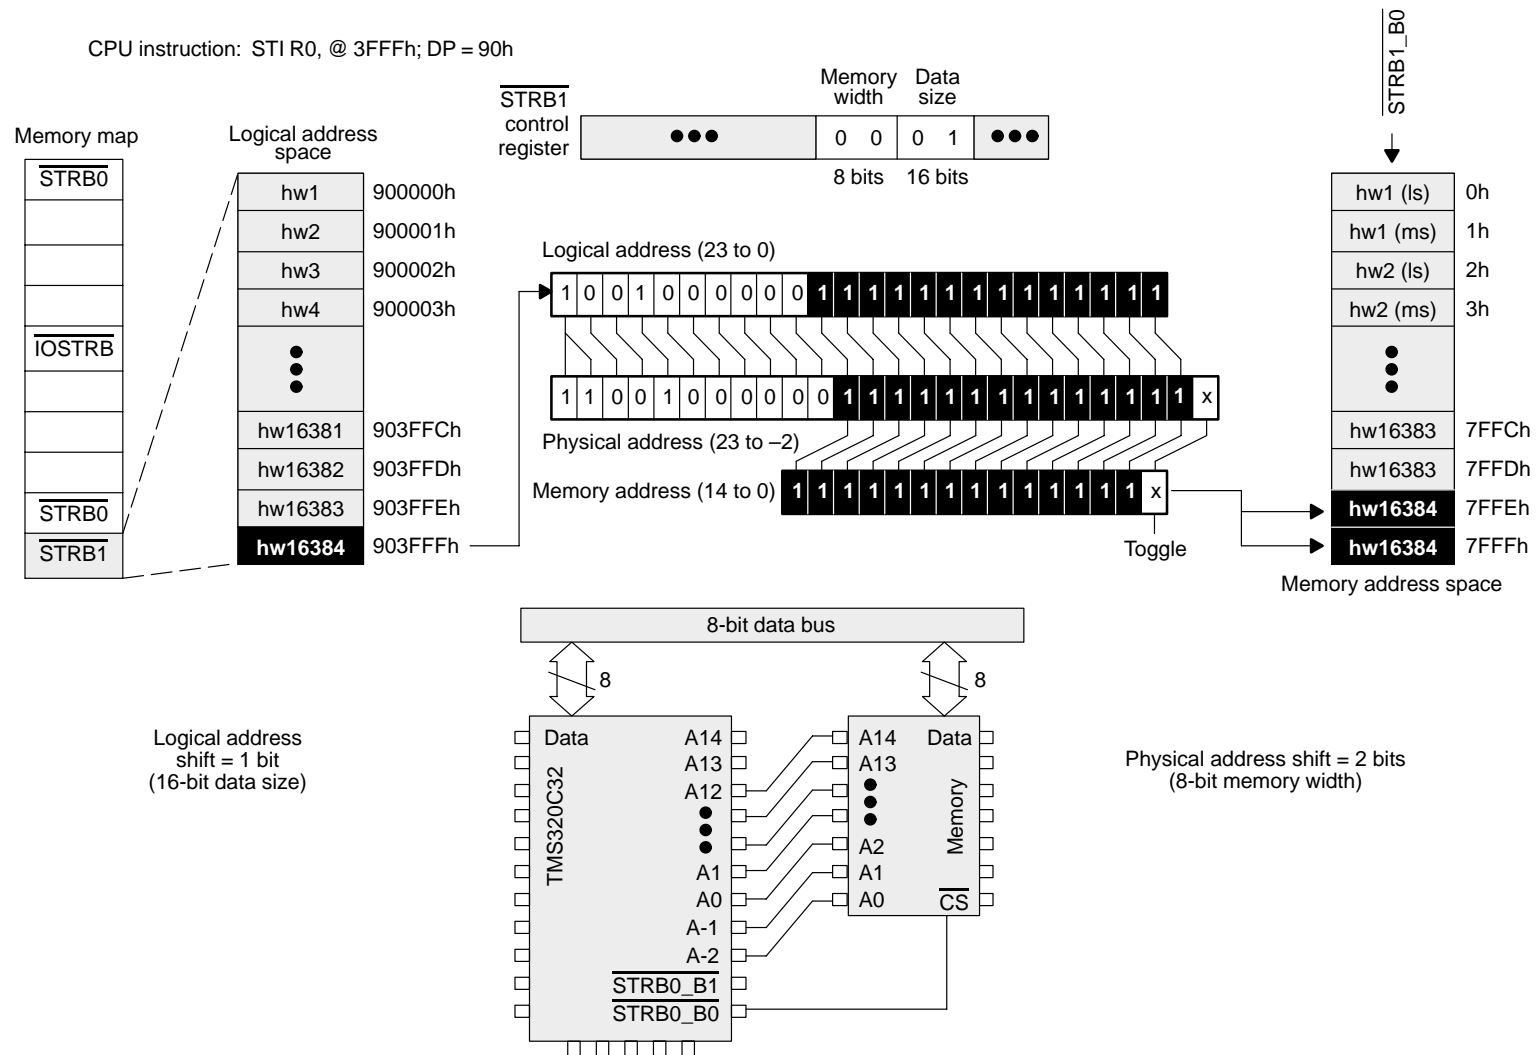 CPU instruction: STI R0, @ 3FFFh; DP = 90h
STRB1_B0
Memory Data
width size
STRB1
control
register
●●● 0 0 0 1 ●●●
8 bits 16 bits
Memory map
STRB0
IOSTRB
STRB0
STRB1
Logical address
space
hw1 900000h
hw2 900001h
hw3 900002h
hw4 900003h
hw16381 903FFCh
hw16382 903FFDh
hw16383 903FFEh
hw16384 903FFFh
Logical address (23 to 0)
1 0 0 1 0 0 0 0 0 0 1 1 1 1 1 1 1 1 1 1 1 1 1 1
1 1 0 0 1 0 0 0 0 0 0 1 1 1 1 1 1 1 1 1 1 1 1 1 1 x
Physical address (23 to –2)
Memory address (14 to 0) 1 1 1 1 1 1 1 1 1 1 1 1 1 1 x
Toggle
hw1 (ls) 0h
hw1 (ms) 1h
hw2 (ls) 2h
hw2 (ms) 3h
hw16383 7FFCh
hw16383 7FFDh
hw16384 7FFEh
hw16384 7FFFh
Memory address space
8-bit data bus
8
8
Logical address
shift = 1 bit
(16-bit data size)
Data
TMS320C32
A14
A13
A12
A1
A0
A-1
A-2
STRB0_B1
STRB0_B0
A14
A13
A2
A1
A0
Data
Memory
CS
Physical address shift = 2 bits
(8-bit memory width)